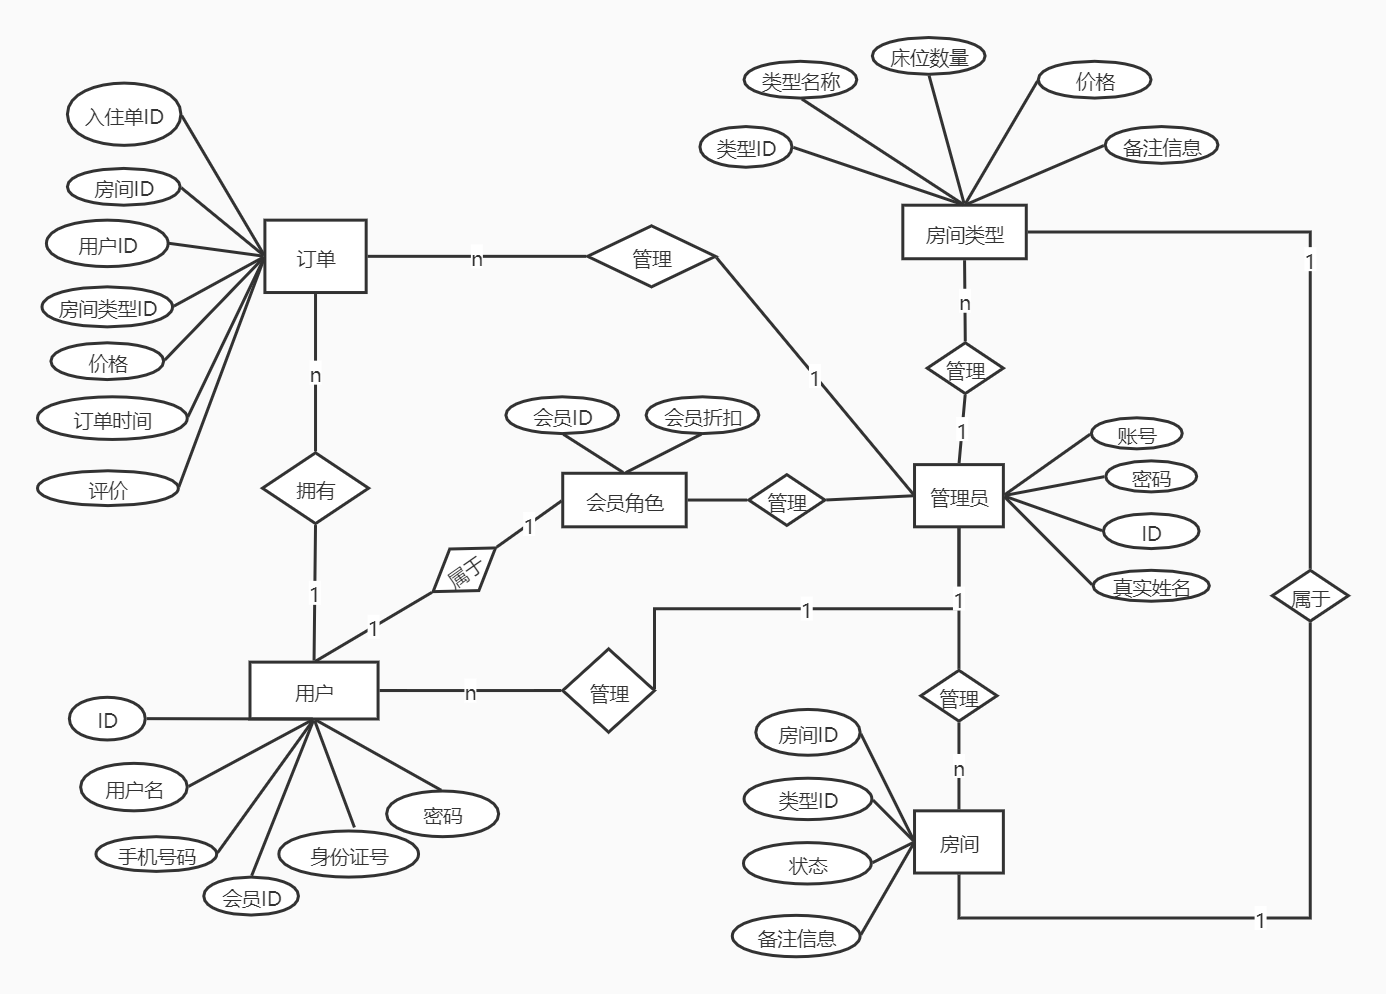 床位数量
类型名称
价格
入住单ID
类型ID
备注信息
房间ID
用户ID
订单
n
管理
房间类型
1
房间类型ID
n
价格
n
1
管理
订单时间
会员ID
会员折扣
1
账号
密码
评价
拥有
会员角色
管理
管理员
1
ID
属于
真实姓名
1
1
1
1
属于
用户
n
管理
管理
ID
房间ID
n
用户名
类型ID
密码
手机号码
身份证号
状态
房间
会员ID
备注信息
1